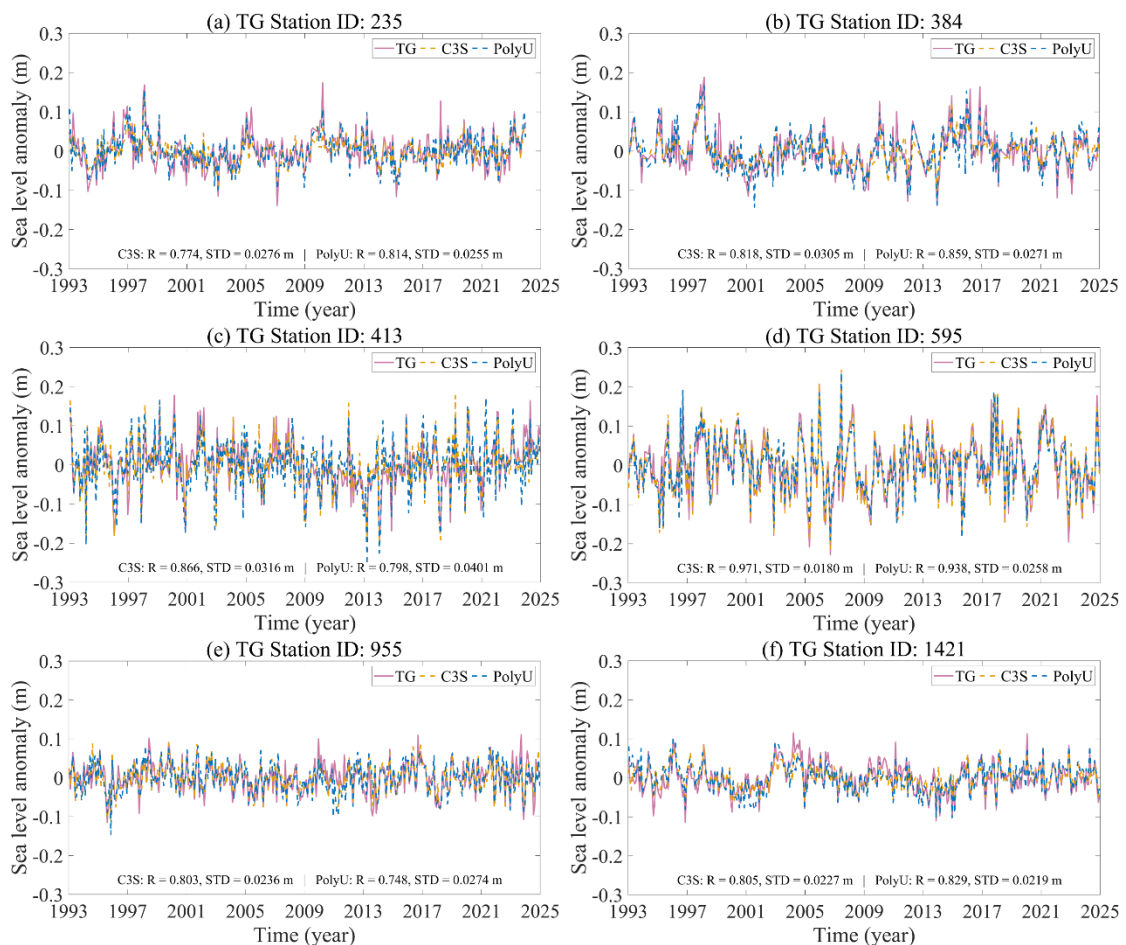 (a) TG Station ID: 235
TG C3S PolyU
Sea level anomaly (m)
0.3
0.2
0.1
0
-0.1
-0.2
-0.3
C3S: R = 0.774, STD = 0.0276 m | PolyU: R = 0.814, STD = 0.0255 m
1993 1997 2001 2005 2009 2013 2017 2021 2025
Time (year)
(b) TG Station ID: 384
TG C3S PolyU
Sea level anomaly (m)
0.3
0.2
0.1
0
-0.1
-0.2
-0.3
C3S: R = 0.818, STD = 0.0305 m | PolyU: R = 0.859, STD = 0.0271 m
1993 1997 2001 2005 2009 2013 2017 2021 2025
Time (year)
(c) TG Station ID: 413
TG C3S PolyU
Sea level anomaly (m)
0.3
0.2
0.1
0
-0.1
-0.2
-0.3
C3S: R = 0.866, STD = 0.0316 m | PolyU: R = 0.798, STD = 0.0401 m
1993 1997 2001 2005 2009 2013 2017 2021 2025
Time (year)
(d) TG Station ID: 595
TG C3S PolyU
Sea level anomaly (m)
0.3
0.2
0.1
0
-0.1
-0.2
-0.3
C3S: R = 0.971, STD = 0.0180 m | PolyU: R = 0.938, STD = 0.0258 m
1993 1997 2001 2005 2009 2013 2017 2021 2025
Time (year)
(e) TG Station ID: 955
TG C3S PolyU
Sea level anomaly (m)
0.3
0.2
0.1
0
-0.1
-0.2
-0.3
C3S: R = 0.803, STD = 0.0236 m | PolyU: R = 0.748, STD = 0.0274 m
1993 1997 2001 2005 2009 2013 2017 2021 2025
Time (year)
(f) TG Station ID: 1421
TG C3S PolyU
Sea level anomaly (m)
0.3
0.2
0.1
0
-0.1
-0.2
-0.3
C3S: R = 0.805, STD = 0.0227 m | PolyU: R = 0.829, STD = 0.0219 m
1993 1997 2001 2005 2009 2013 2017 2021 2025
Time (year)